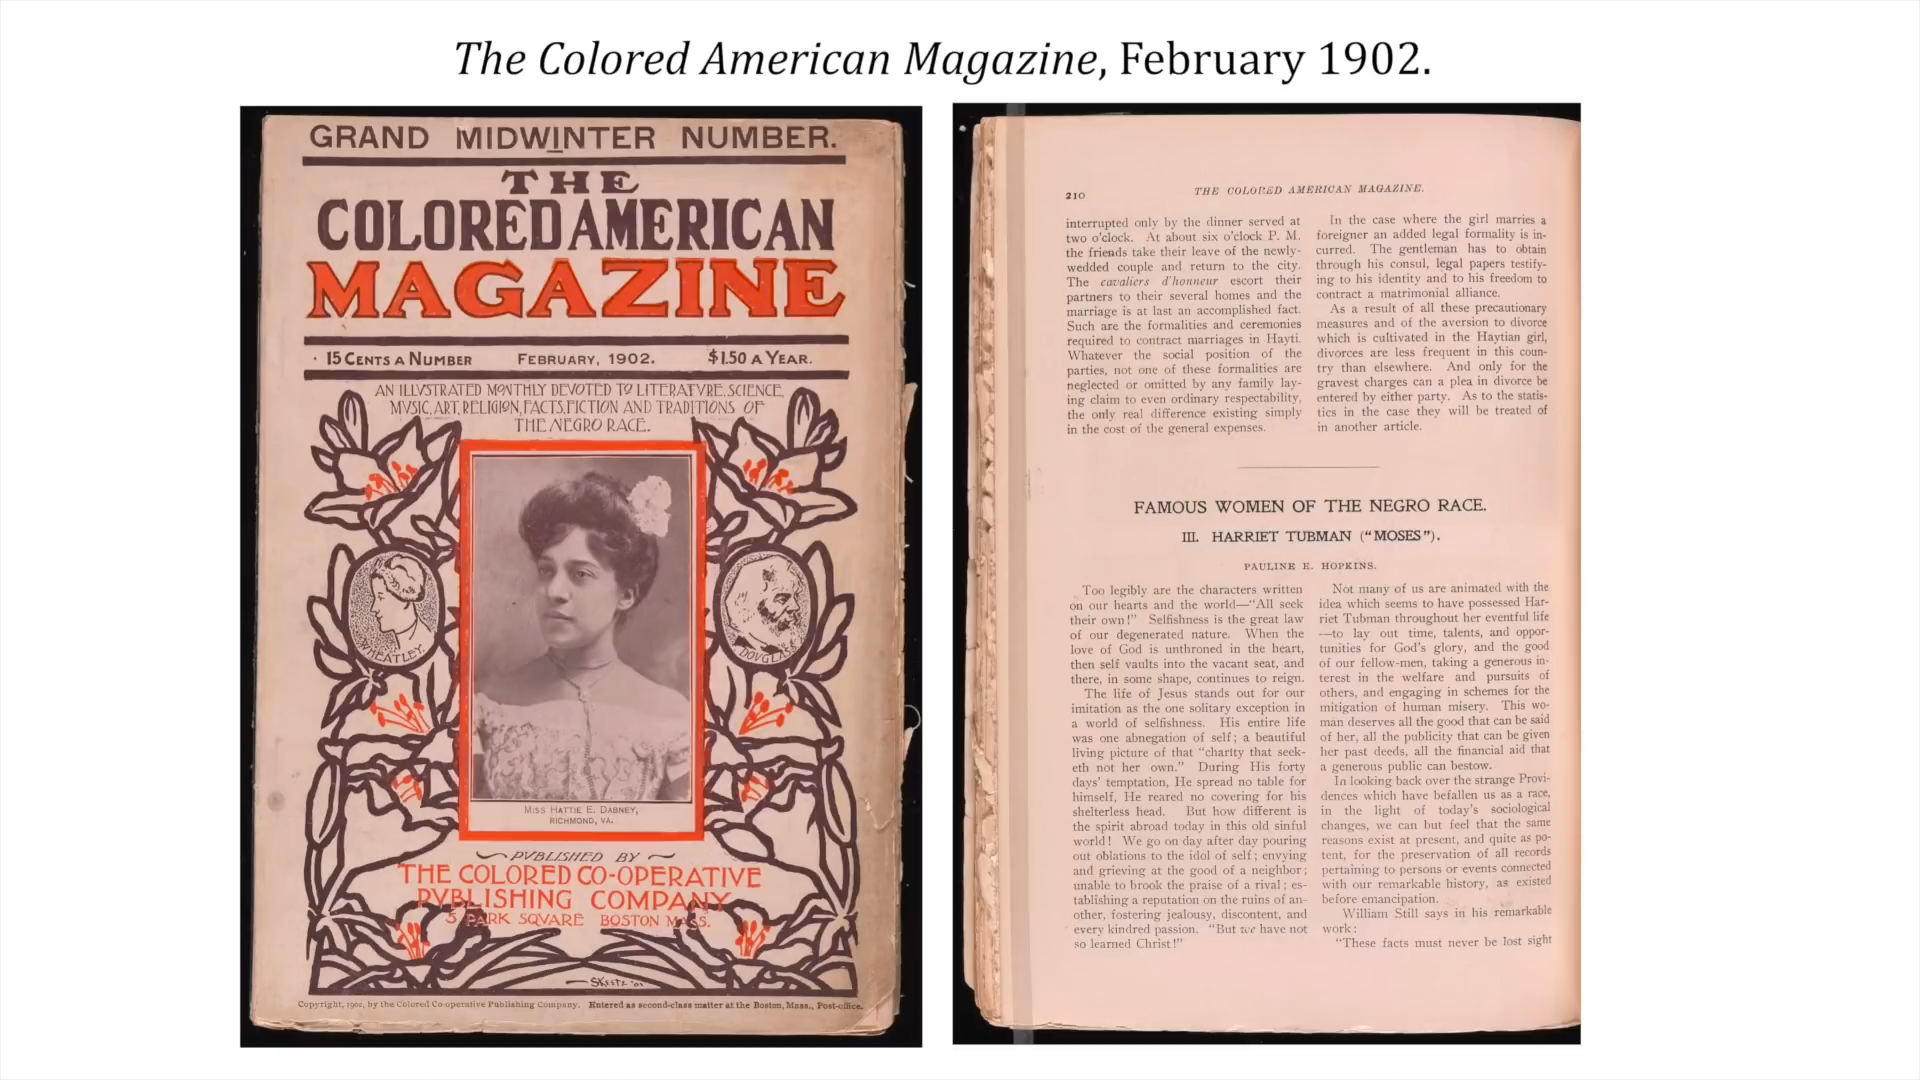 The Colored American Magazine, February 1902.
GRAND MIDWINTER NUMBER.
THE
COLORED AMERICAN
MAGAZINE
15 CENTS A NUMBER FEBRUARY, 1902. $1.50 A YEAR.
AN ILLVSTRATED MONTHLY DEVOTED TO LITERATVRE, SCIENCE,
MVSIC, ART, RELIGION, FACTS, FICTION AND TRADITIONS OF
THE NEGRO RACE.
WHEATLEY.
DOVGLASS
MISS HATTIE E. DABNEY,
RICHMOND, VA.
PVBLISHED BY
THE COLORED CO-OPERATIVE
PVBLISHING COMPANY
5 PARK SQVARE BOSTON MASS.
SKEETE '01
Copyright, 1902, by the Colored Co-operative Publishing Company. Entered as second-class matter at the Boston, Mass., Post-office.
210 THE COLORED AMERICAN MAGAZINE.
interrupted only by the dinner served at
two o'clock. At about six o'clock P. M.
the friends take their leave of the newly-
wedded couple and return to the city.
The cavaliers d'honneur escort their
partners to their several homes and the
marriage is at last an accomplished fact.
Such are the formalities and ceremonies
required to contract marriages in Hayti.
Whatever the social position of the
parties, not one of these formalities are
neglected or omitted by any family lay-
ing claim to even ordinary respectability,
the only real difference existing simply
in the cost of the general expenses.
In the case where the girl marries a
foreigner an added legal formality is in-
curred. The gentleman has to obtain
through his consul, legal papers testify-
ing to his identity and to his freedom to
contract a matrimonial alliance.
As a result of all these precautionary
measures and of the aversion to divorce
which is cultivated in the Haytian girl,
divorces are less frequent in this coun-
try than elsewhere. And only for the
gravest charges can a plea in divorce be
entered by either party. As to the statis-
tics in the case they will be treated of
in another article.
FAMOUS WOMEN OF THE NEGRO RACE.
III. HARRIET TUBMAN ("MOSES").
PAULINE E. HOPKINS.
Too legibly are the characters written
on our hearts and the world—"All seek
their own!" Selfishness is the great law
of our degenerated nature. When the
love of God is unthroned in the heart,
then self vaults into the vacant seat, and
there, in some shape, continues to reign.
The life of Jesus stands out for our
imitation as the one solitary exception in
a world of selfishness. His entire life
was one abnegation of self; a beautiful
living picture of that "charity that seek-
eth not her own." During His forty
days' temptation, He spread no table for
himself, He reared no covering for his
shelterless head. But how different is
the spirit abroad today in this old sinful
world! We go on day after day pouring
out oblations to the idol of self; envying
and grieving at the good of a neighbor;
unable to brook the praise of a rival; es-
tablishing a reputation on the ruins of an-
other, fostering jealousy, discontent, and
every kindred passion. "But we have not
so learned Christ!"
Not many of us are animated with the
idea which seems to have possessed Har-
riet Tubman throughout her eventful life
—to lay out time, talents, and oppor-
tunities for God's glory, and the good
of our fellow-men, taking a generous in-
terest in the welfare and pursuits of
others, and engaging in schemes for the
mitigation of human misery. This wo-
man deserves all the good that can be said
of her, all the publicity that can be given
her past deeds, all the financial aid that
a generous public can bestow.
In looking back over the strange Provi-
dences which have befallen us as a race,
in the light of today's sociological
changes, we can but feel that the same
reasons exist at present, and quite as po-
tent, for the preservation of all records
pertaining to persons or events connected
with our remarkable history, as existed
before emancipation.
William Still says in his remarkable
work:
"These facts must never be lost sight